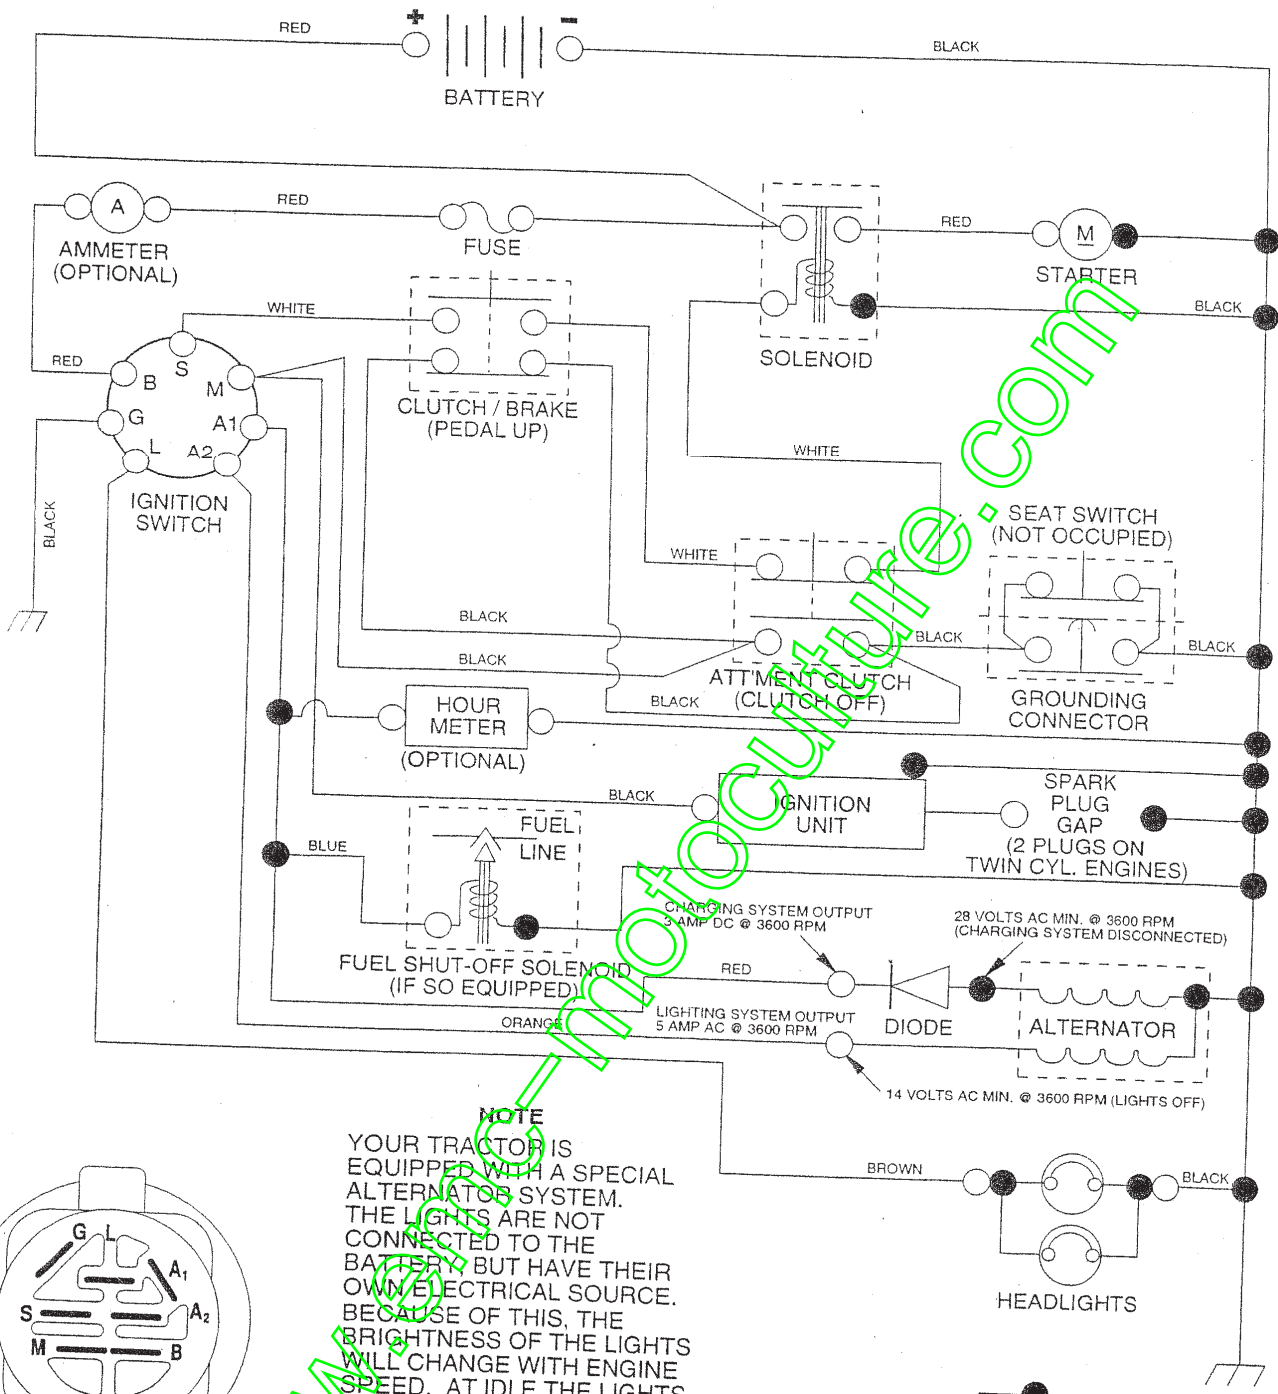 + –
RED
BLACK
BATTERY
A
RED
FUSE
AMMETER
(OPTIONAL)
RED
M
STARTER
SOLENOID
BLACK
WHITE
CLUTCH / BRAKE
(PEDAL UP)
RED
S
B
M
G
A1
L
A2
IGNITION
SWITCH
BLACK
WHITE
WHITE
SEAT SWITCH
(NOT OCCUPIED)
BLACK
BLACK
BLACK
BLACK
ATT'MENT CLUTCH
(CLUTCH OFF)
BLACK
GROUNDING
CONNECTOR
HOUR
METER
(OPTIONAL)
BLACK
IGNITION
UNIT
SPARK
PLUG
GAP
(2 PLUGS ON
TWIN CYL. ENGINES)
BLUE
FUEL
LINE
FUEL SHUT-OFF SOLENOID
(IF SO EQUIPPED)
CHARGING SYSTEM OUTPUT
3 AMP DC @ 3600 RPM
28 VOLTS AC MIN. @ 3600 RPM
(CHARGING SYSTEM DISCONNECTED)
RED
DIODE
ALTERNATOR
ORANGE
LIGHTING SYSTEM OUTPUT
5 AMP AC @ 3600 RPM
14 VOLTS AC MIN. @ 3600 RPM (LIGHTS OFF)
BROWN
BLACK
HEADLIGHTS
NOTE
YOUR TRACTOR IS
EQUIPPED WITH A SPECIAL
ALTERNATOR SYSTEM.
THE LIGHTS ARE NOT
CONNECTED TO THE
BATTERY, BUT HAVE THEIR
OWN ELECTRICAL SOURCE.
BECAUSE OF THIS, THE
BRIGHTNESS OF THE LIGHTS
WILL CHANGE WITH ENGINE
SPEED. AT IDLE THE LIGHTS
G L
A1
S
A2
M
B
w.emc-motoculture.com